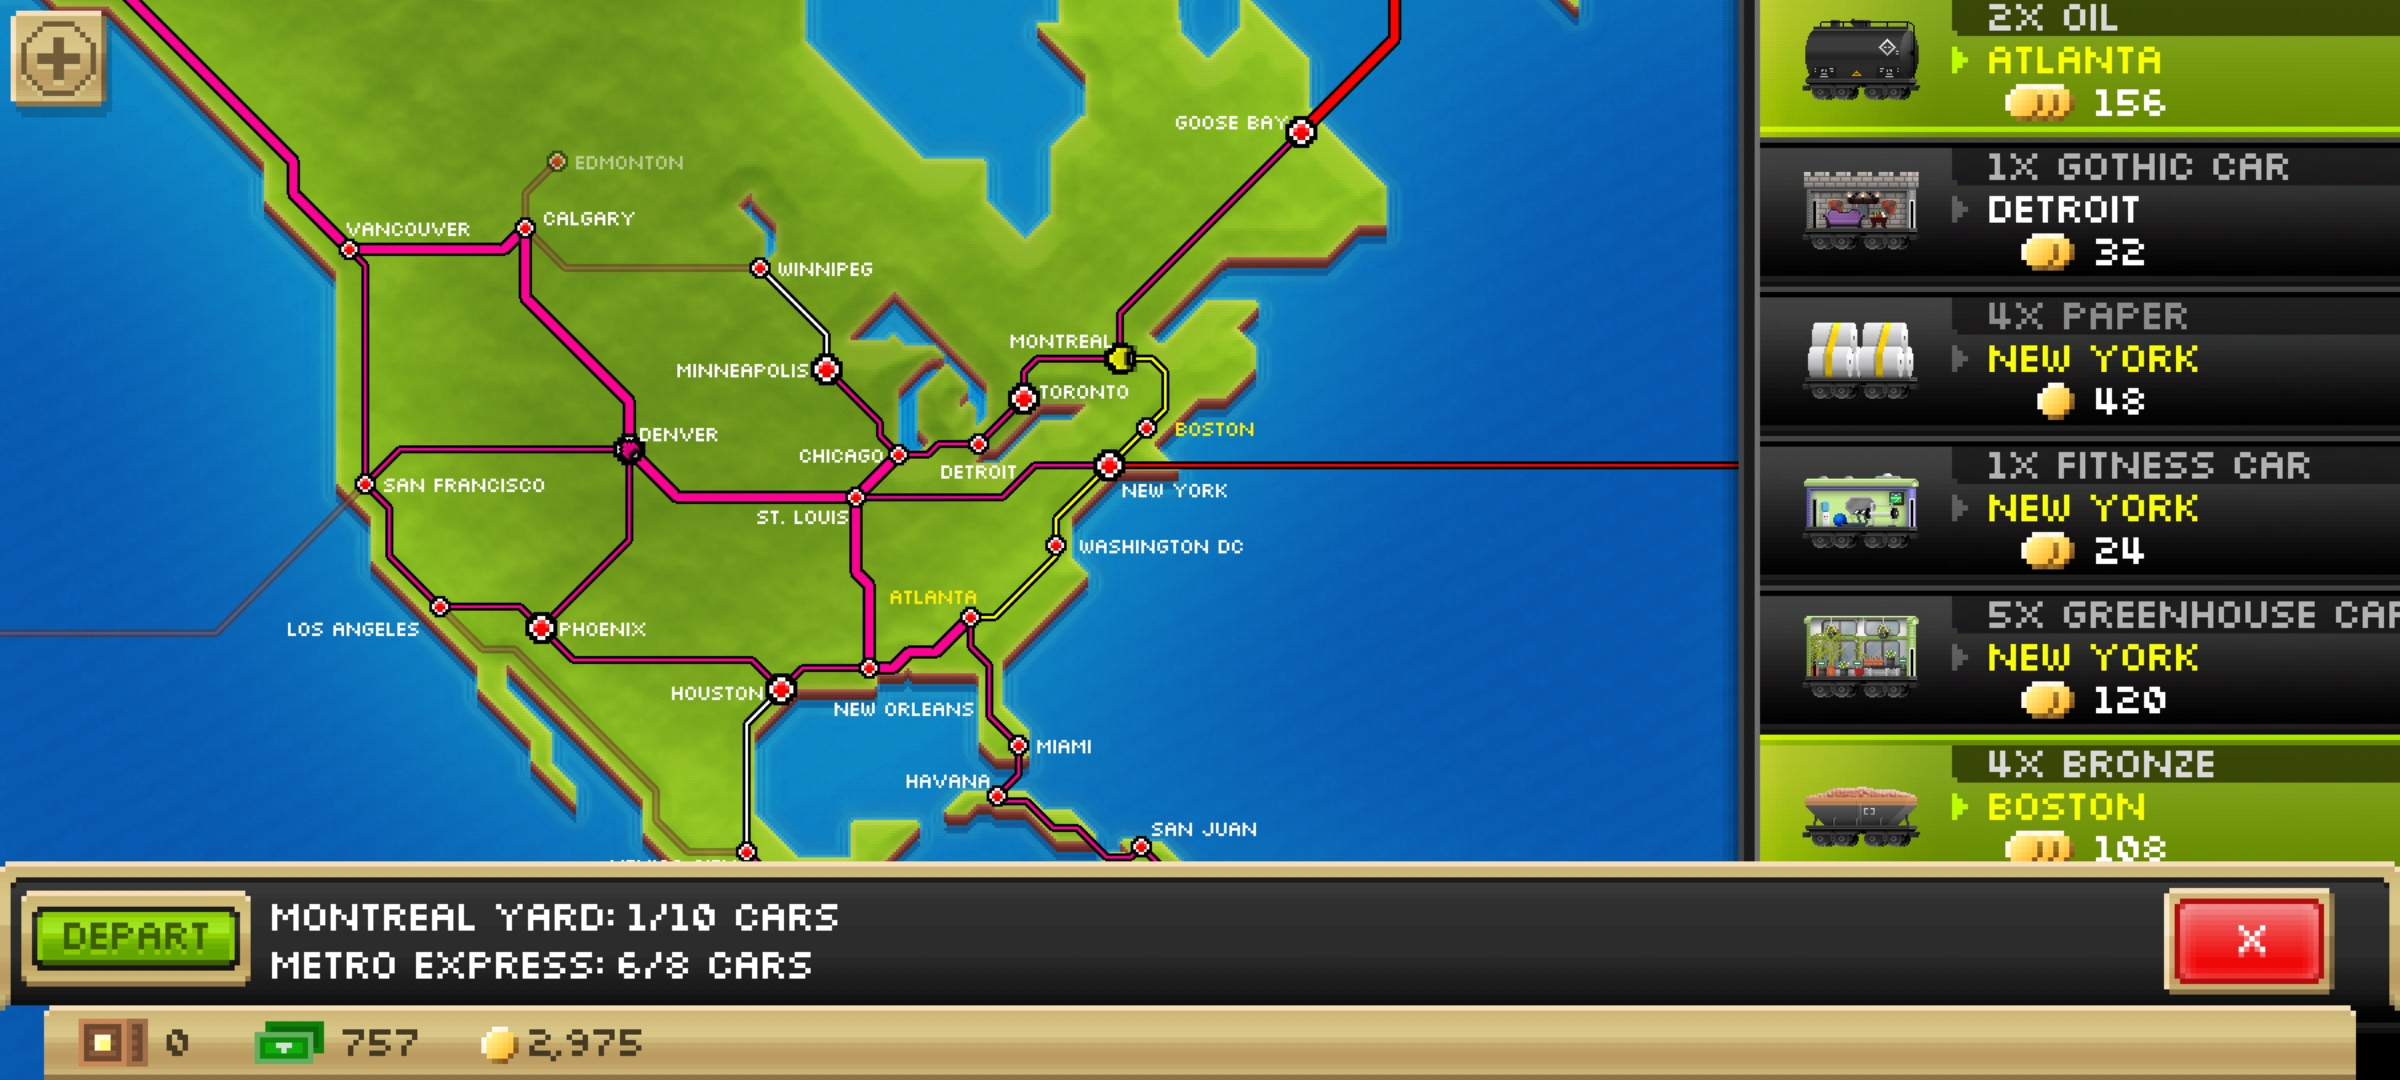 2X OIL
ATLANTA
156
1X GOTHIC CAR
DETROIT
32
4X PAPER
NEW YORK
48
1X FITNESS CAR
NEW YORK
24
5X GREENHOUSE CAR
NEW YORK
120
4X BRONZE
BOSTON
108
GOOSE BAY
EDMONTON
CALGARY
VANCOUVER
WINNIPEG
MONTREAL
MINNEAPOLIS
TORONTO
BOSTON
DENVER
CHICAGO
DETROIT
SAN FRANCISCO
NEW YORK
ST. LOUIS
WASHINGTON DC
ATLANTA
LOS ANGELES
PHOENIX
HOUSTON
NEW ORLEANS
MIAMI
HAVANA
SAN JUAN
DEPART
MONTREAL YARD: 1/10 CARS
METRO EXPRESS: 6/8 CARS
X
0
757
2,975